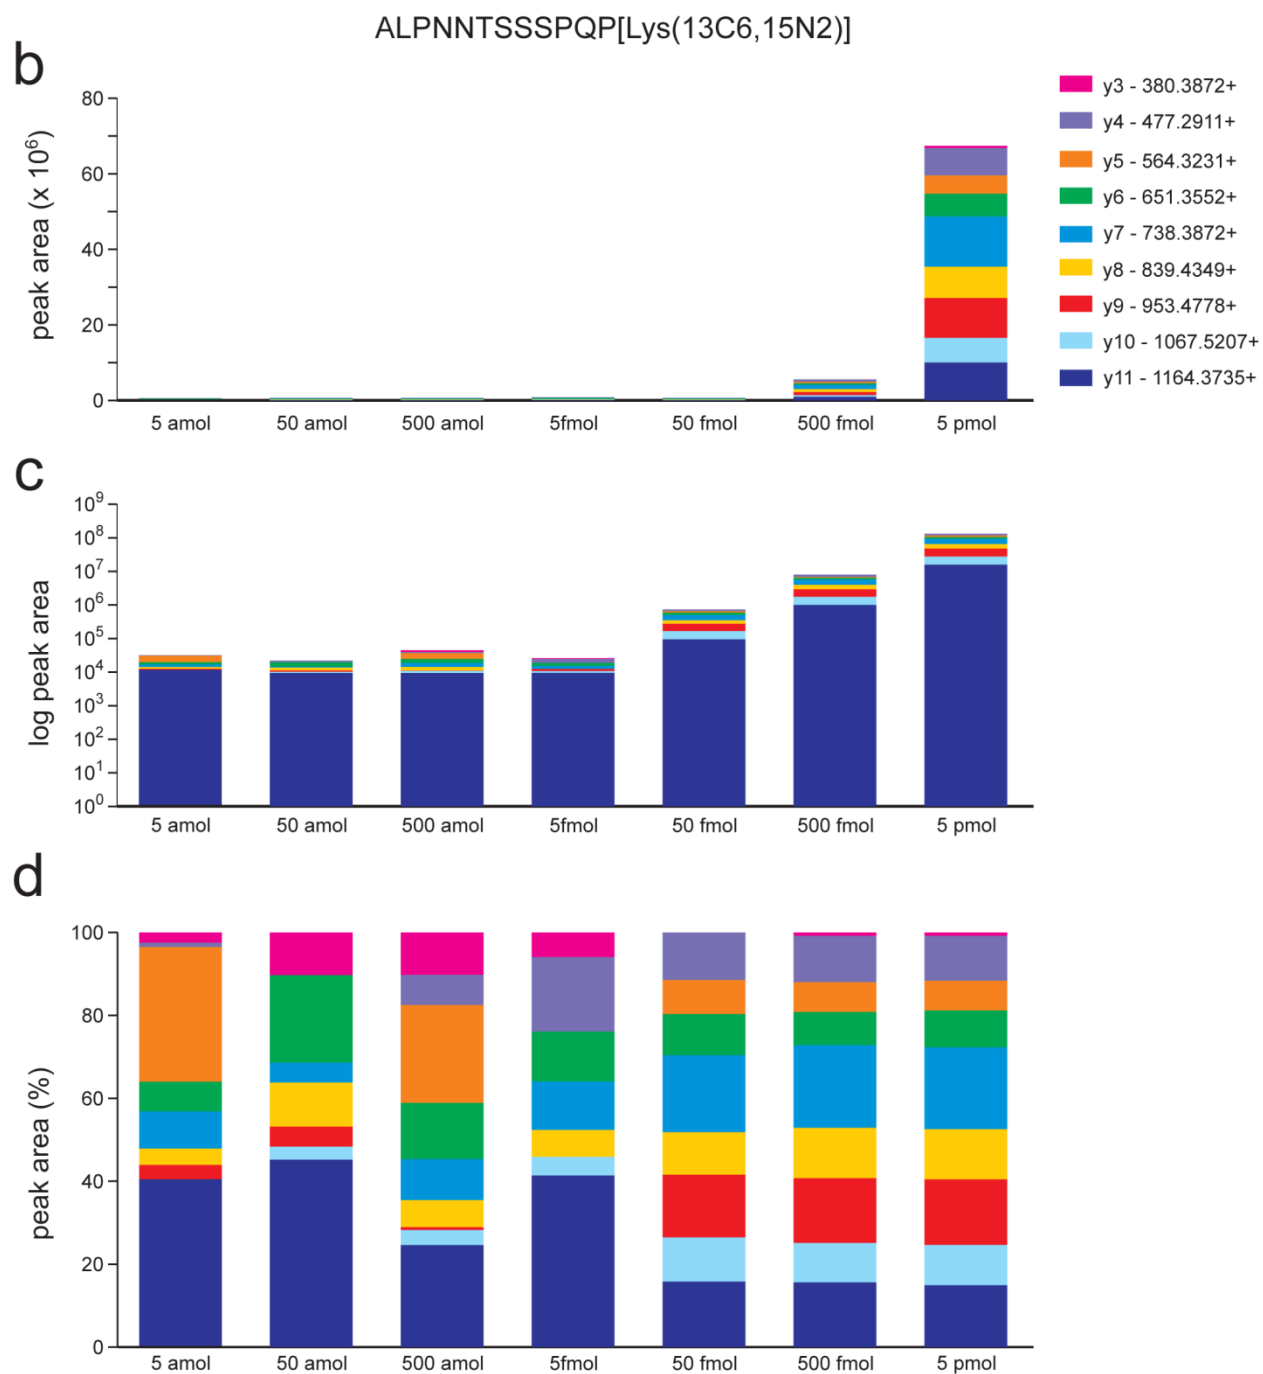 ALPNNTSSSPQP[Lys(13C6,15N2)]
b
peak area (x 10⁶)
80
60
40
20
0
5 amol
50 amol
500 amol
5fmol
50 fmol
500 fmol
5 pmol
y3 - 380.3872+
y4 - 477.2911+
y5 - 564.3231+
y6 - 651.3552+
y7 - 738.3872+
y8 - 839.4349+
y9 - 953.4778+
y10 - 1067.5207+
y11 - 1164.3735+
c
log peak area
10⁹
10⁸
10⁷
10⁶
10⁵
10⁴
10³
10²
10¹
10⁰
5 amol
50 amol
500 amol
5fmol
50 fmol
500 fmol
5 pmol
d
peak area (%)
100
80
60
40
20
0
5 amol
50 amol
500 amol
5fmol
50 fmol
500 fmol
5 pmol